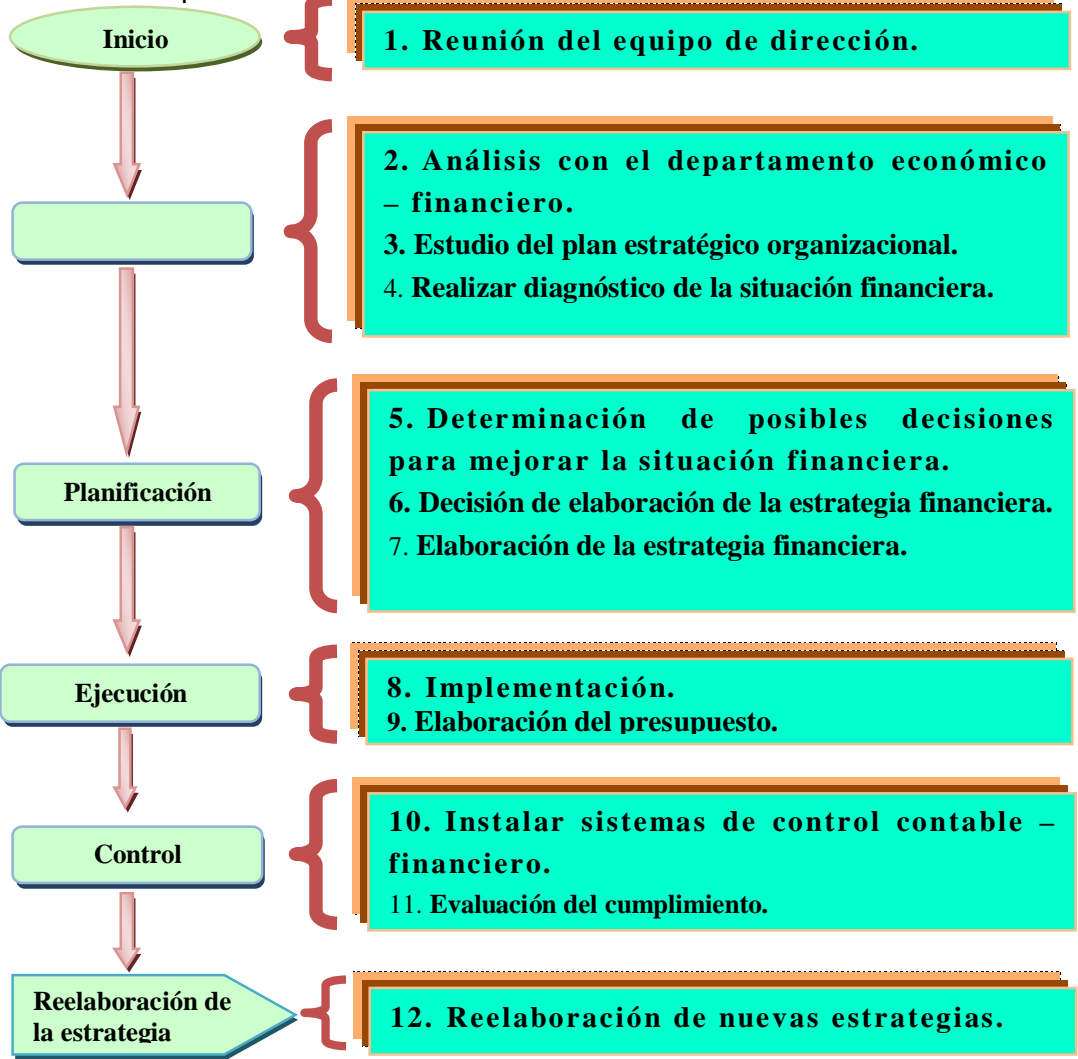 Inicio
1. Reunión del equipo de dirección.
2. Análisis con el departamento económico
– financiero.
3. Estudio del plan estratégico organizacional.
4. Realizar diagnóstico de la situación financiera.
Planificación
5. Determinación de posibles decisiones
para mejorar la situación financiera.
6. Decisión de elaboración de la estrategia financiera.
7. Elaboración de la estrategia financiera.
Ejecución
8. Implementación.
9. Elaboración del presupuesto.
Control
10. Instalar sistemas de control contable –
financiero.
11. Evaluación del cumplimiento.
Reelaboración de
la estrategia
12. Reelaboración de nuevas estrategias.